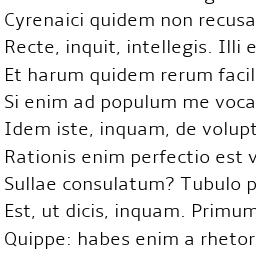 Cyrenaici quidem non recusa
Recte, inquit, intellegis. Illi e
Et harum quidem rerum facil
Si enim ad populum me voca
Idem iste, inquam, de volupt
Rationis enim perfectio est v
Sullae consulatum? Tubulo p
Est, ut dicis, inquam. Primum
Quippe: habes enim a rhetor